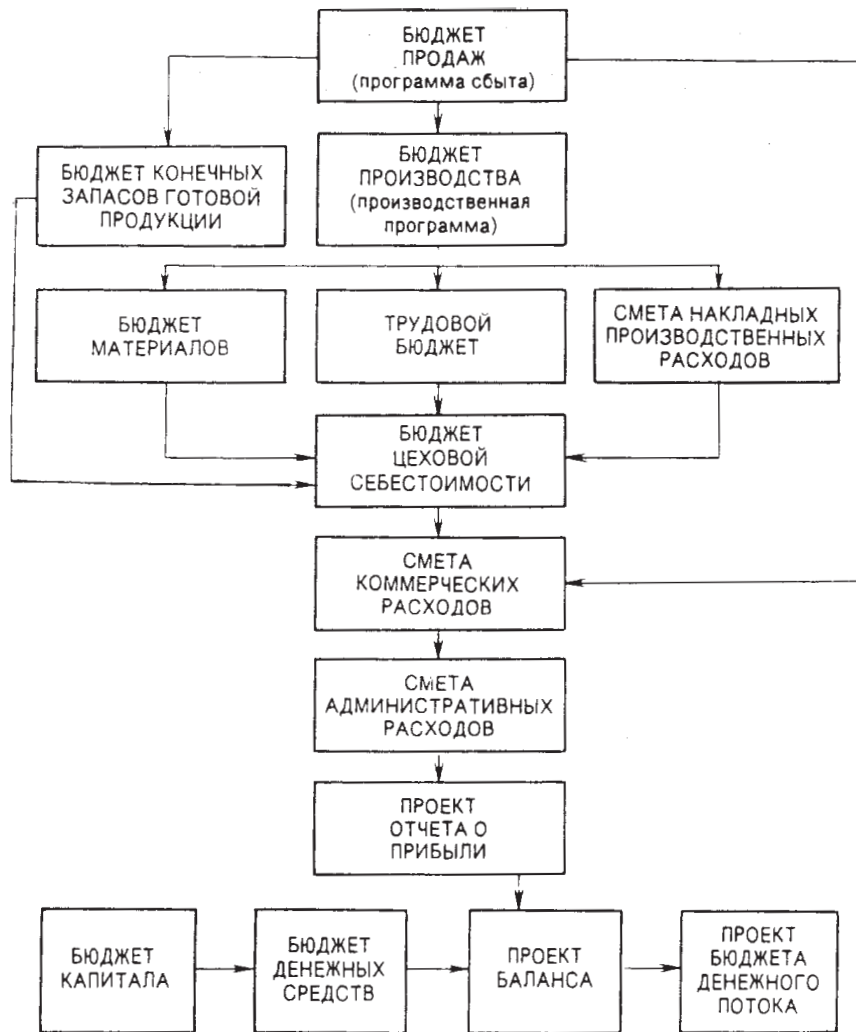 БЮДЖЕТ
ПРОДАЖ
(программа сбыта)
БЮДЖЕТ КОНЕЧНЫХ
ЗАПАСОВ ГОТОВОЙ
ПРОДУКЦИИ
БЮДЖЕТ
ПРОИЗВОДСТВА
(производственная
программа)
БЮДЖЕТ
МАТЕРИАЛОВ
ТРУДОВОЙ
БЮДЖЕТ
СМЕТА НАКЛАДНЫХ
ПРОИЗВОДСТВЕННЫХ
РАСХОДОВ
БЮДЖЕТ
ЦЕХОВОЙ
СЕБЕСТОИМОСТИ
СМЕТА
КОММЕРЧЕСКИХ
РАСХОДОВ
СМЕТА
АДМИНИСТРАТИВНЫХ
РАСХОДОВ
ПРОЕКТ
ОТЧЕТА О
ПРИБЫЛИ
БЮДЖЕТ
КАПИТАЛА
БЮДЖЕТ
ДЕНЕЖНЫХ
СРЕДСТВ
ПРОЕКТ
БАЛАНСА
ПРОЕКТ
БЮДЖЕТА
ДЕНЕЖНОГО
ПОТОКА